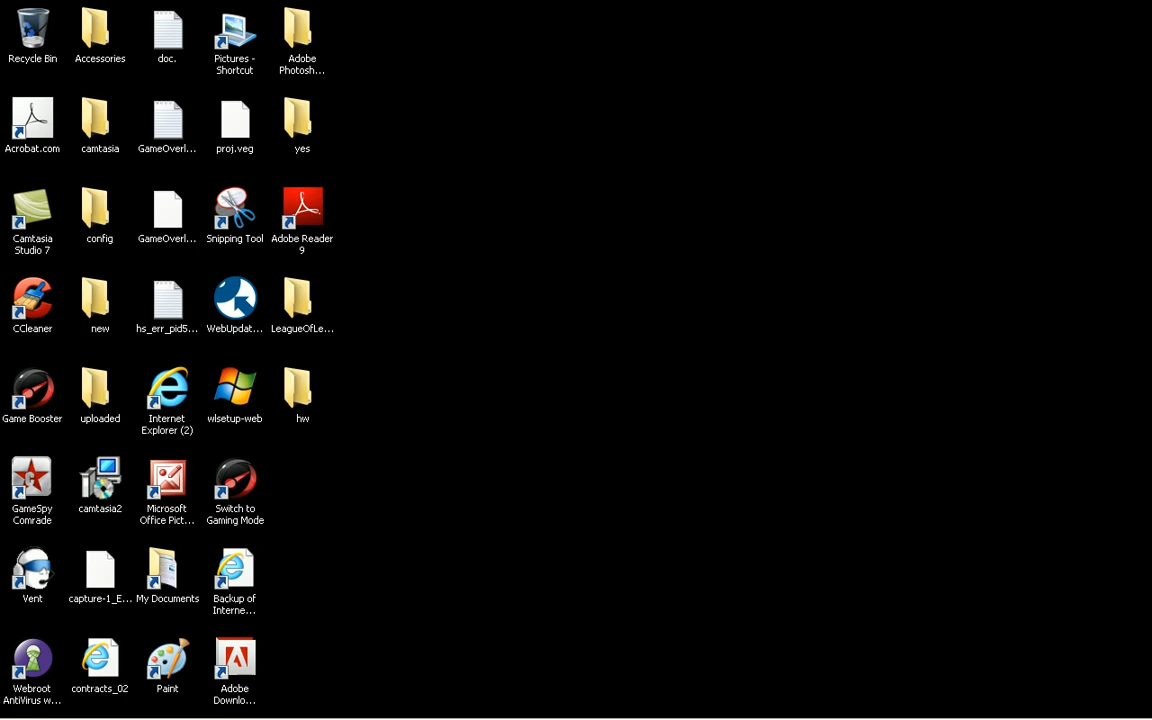 Recycle Bin
Accessories
doc.
Pictures -
Shortcut
Adobe
Photosh...
Acrobat.com
camtasia
GameOverl...
proj.veg
yes
Camtasia
Studio 7
config
GameOverl...
Snipping Tool
Adobe Reader
9
CCleaner
new
hs_err_pid5...
WebUpdat...
LeagueOfLe...
Game Booster
uploaded
Internet
Explorer (2)
wlsetup-web
hw
GameSpy
Comrade
camtasia2
Microsoft
Office Pict...
Switch to
Gaming Mode
Vent
capture-1_E...
My Documents
Backup of
Interne...
Webroot
AntiVirus w...
contracts_02
Paint
Adobe
Downlo...